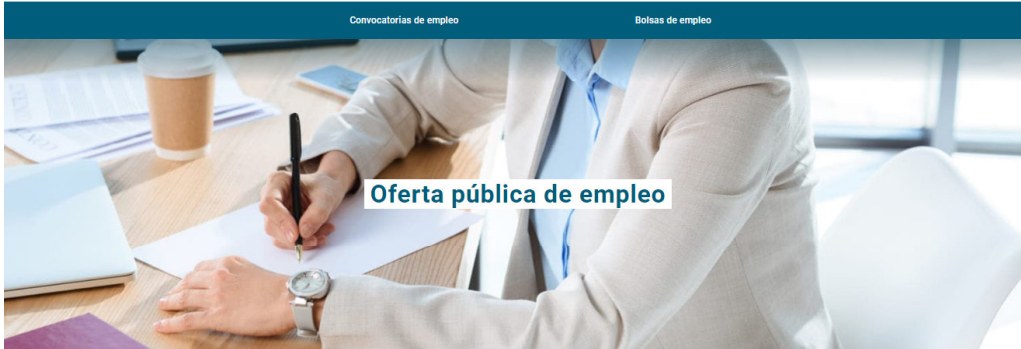 Convocatorias de empleo
Bolsas de empleo
Oferta pública de empleo